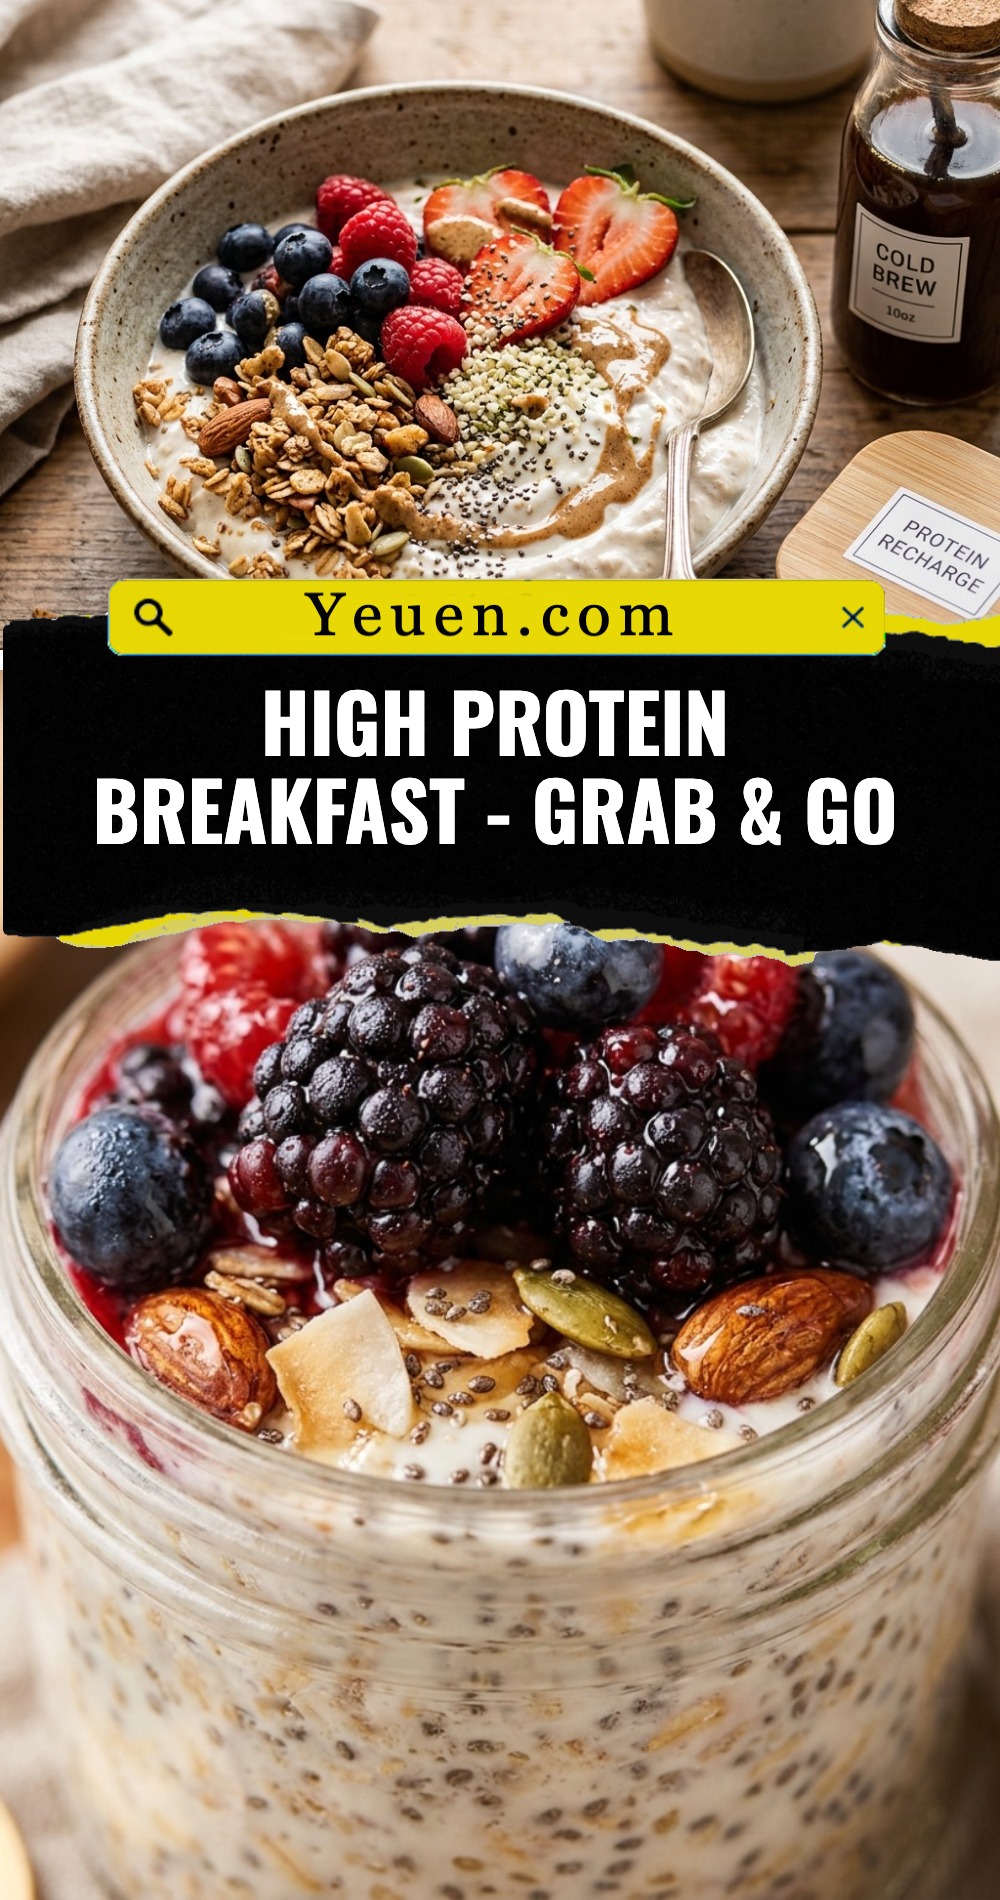 COLD
BREW
10oz
PROTEIN
RECHARGE
Yeuen.com
HIGH PROTEIN
BREAKFAST - GRAB & GO